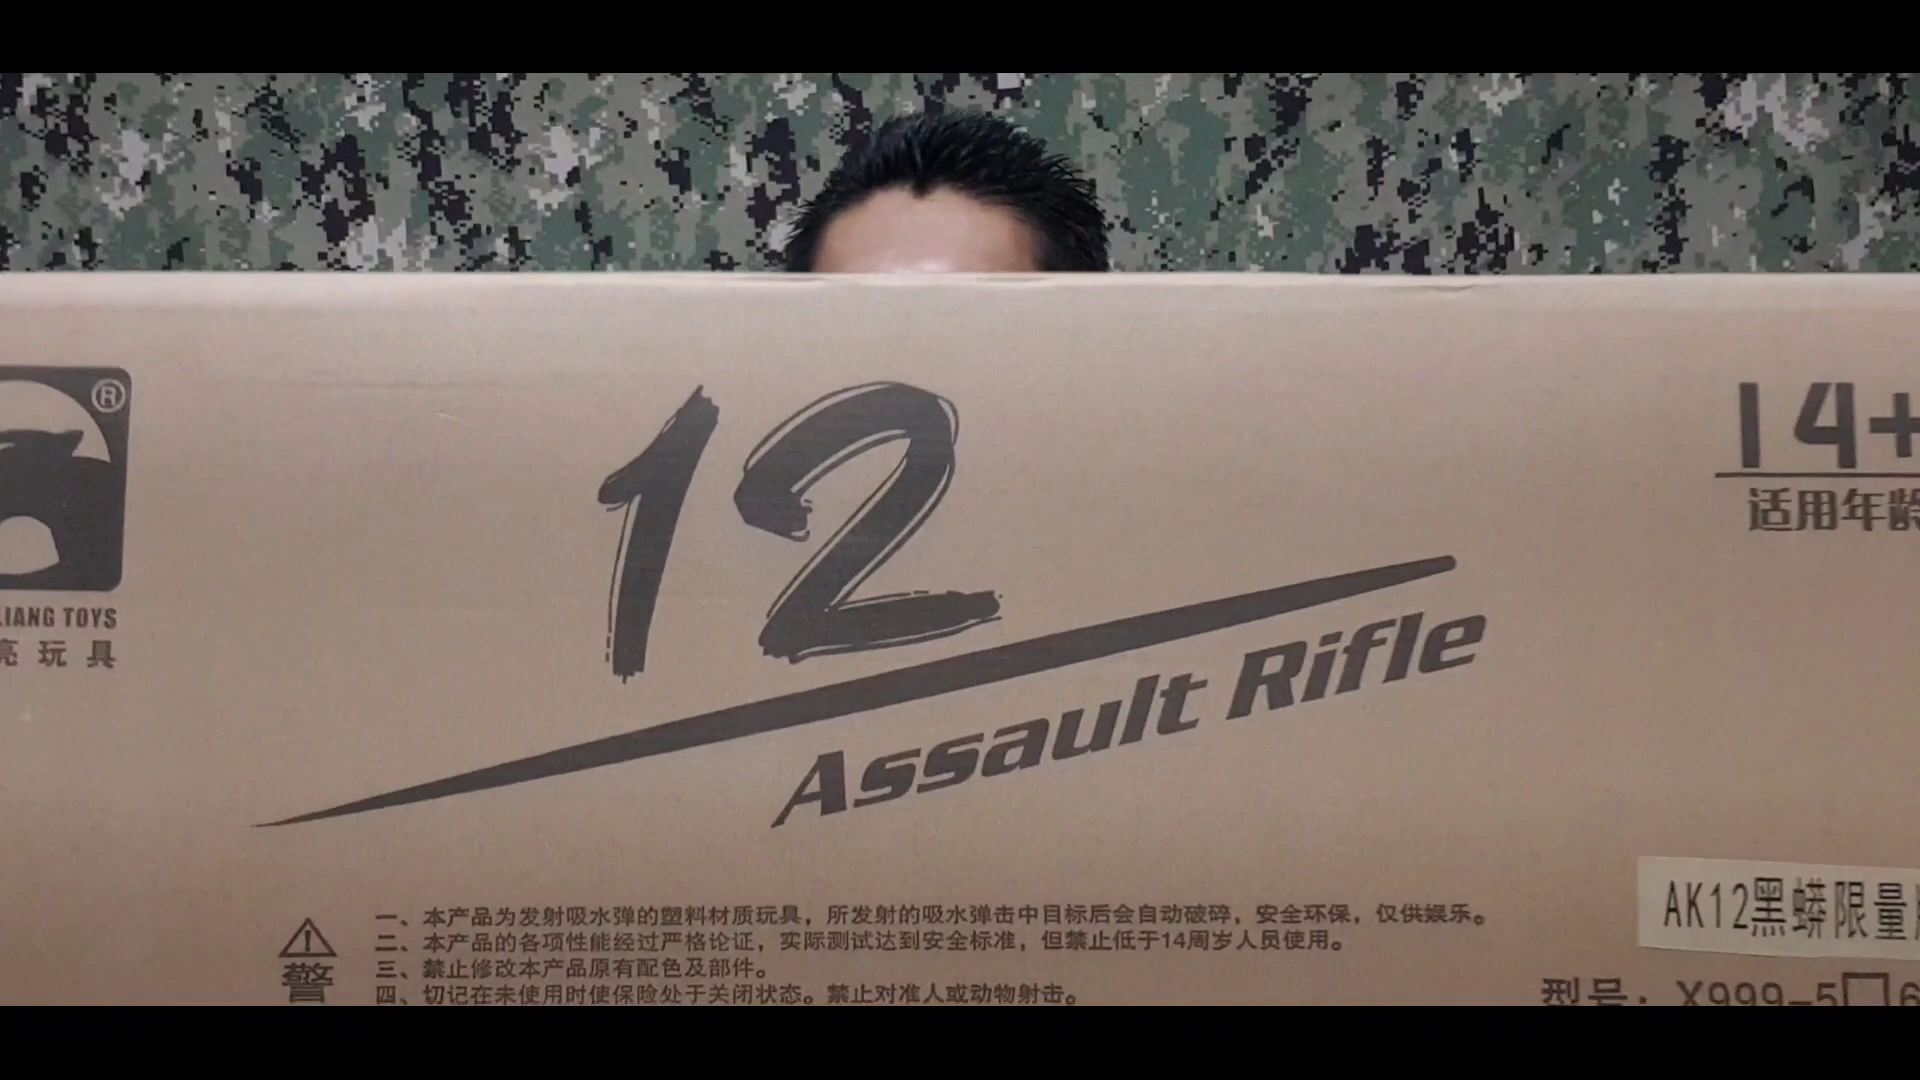 ®
LIANG TOYS
亮玩具
12
Assault Rifle
14+
适用年龄
AK12黑蟒限量
警
一、本产品为发射吸水弹的塑料材质玩具，所发射的吸水弹击中目标后会自动破碎，安全环保，仅供娱乐。
二、本产品的各项性能经过严格论证，实际测试达到安全标准，但禁止低于14周岁人员使用。
三、禁止修改本产品原有配色及部件。
四、切记在未使用时使保险处于关闭状态。禁止对准人或动物射击。
型号：X999-5□6